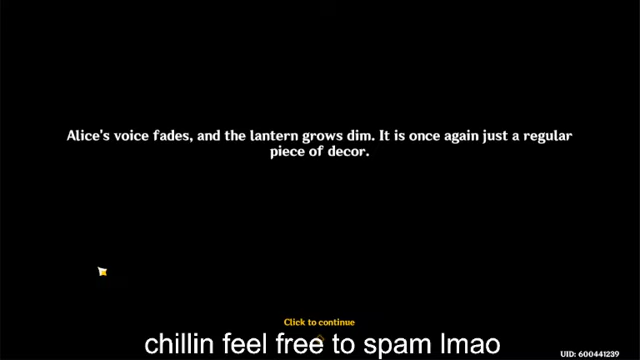 Alice's voice fades, and the lantern grows dim. It is once again just a regular
piece of decor.
Click to continue
chillin feel free to spam lmao
UID: 600441239